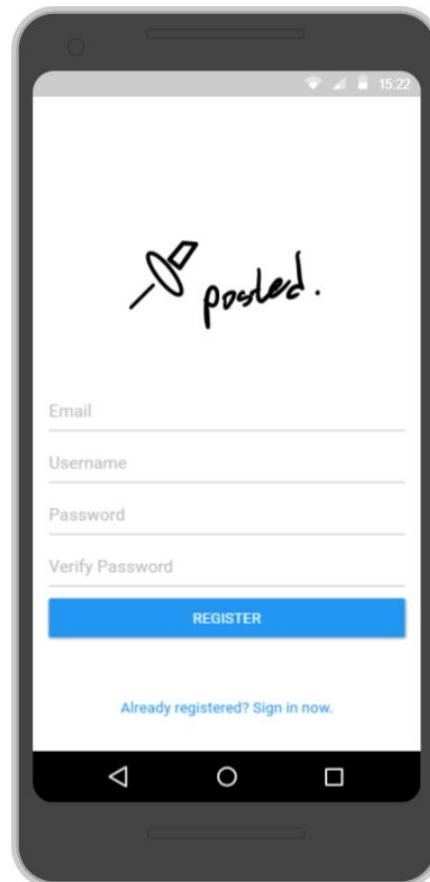 15:22
posted.
Email
Username
Password
Verify Password
REGISTER
Already registered? Sign in now.